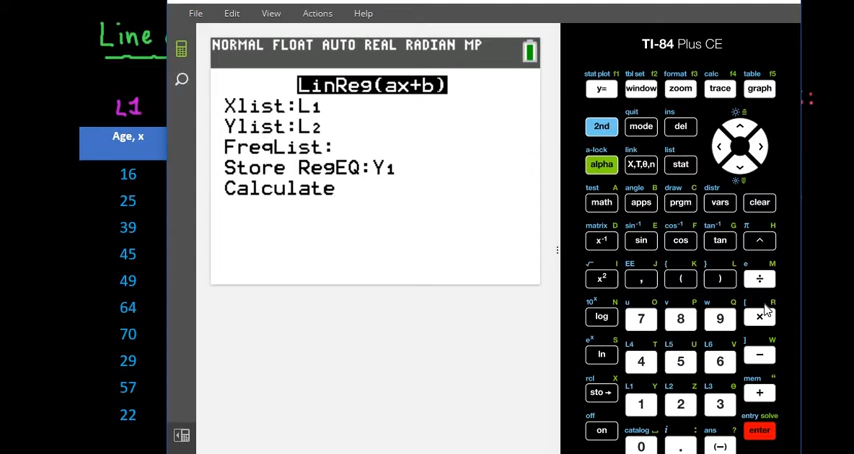 File Edit View Actions Help
Line
L1
Age, x
16
25
39
45
49
64
70
29
57
22
NORMAL FLOAT AUTO REAL RADIAN MP
LinReg(ax+b)
Xlist:L1
Ylist:L2
FreqList:
Store RegEQ:Y1
Calculate
TI-84 Plus CE
stat plot f1 tbl set f2 format f3 calc f4 table f5
y= window zoom trace graph
quit ins
2nd mode del
a-lock link list
alpha X,T,θ,n stat
test A angle B draw C distr
math apps prgm vars clear
matrix D sin⁻¹ E cos⁻¹ F tan⁻¹ G π H
x⁻¹ sin cos tan ^
√ I EE J { K } L e M
x² , ( ) ÷
10ˣ N u O v P w Q [ R
log 7 8 9 ×
eˣ S L4 T L5 U L6 V ] W
ln 4 5 6 −
rcl X L1 Y L2 Z L3 θ mem "
sto→ 1 2 3 +
off catalog i : ans ? entry solve
on 0 . (−) enter